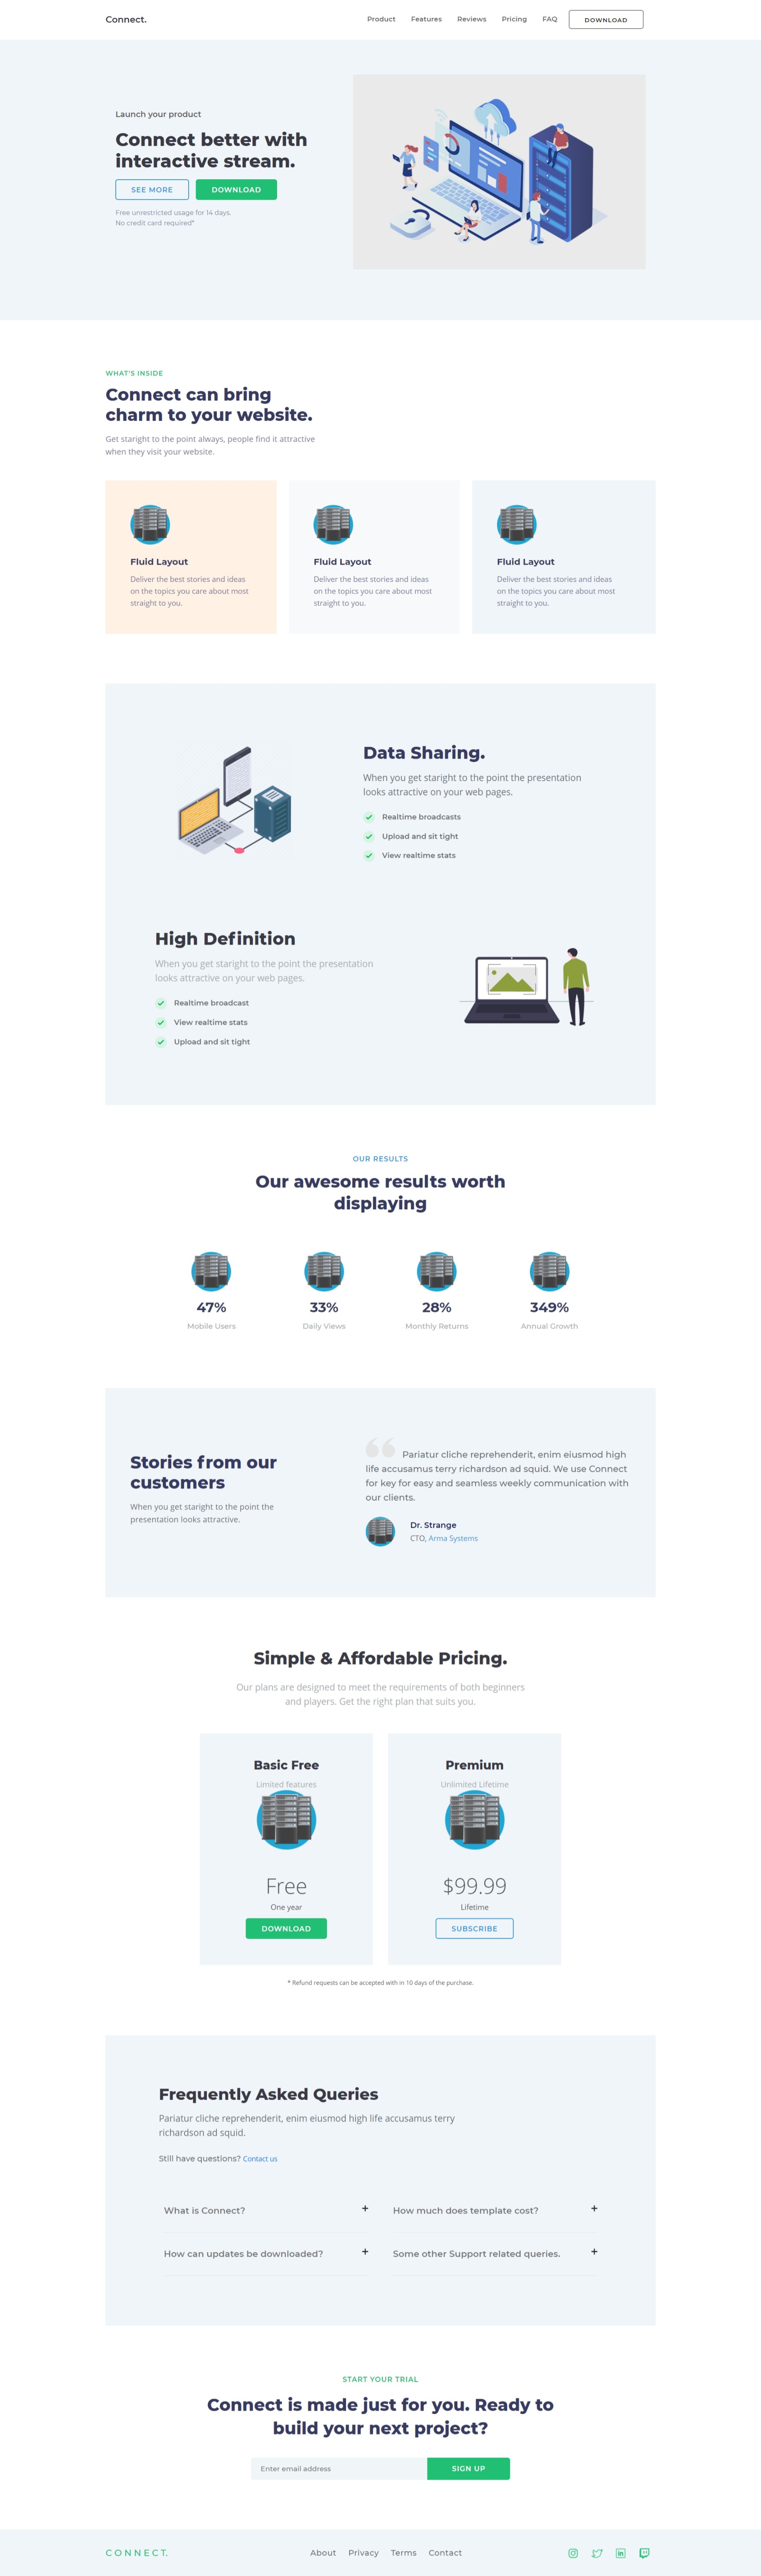 Connect.
Product Features Reviews Pricing FAQ DOWNLOAD
Launch your product
Connect better with
interactive stream.
SEE MORE DOWNLOAD
Free unrestricted usage for 14 days.
No credit card required*
WHAT'S INSIDE
Connect can bring
charm to your website.
Get staright to the point always, people find it attractive
when they visit your website.
Fluid Layout
Deliver the best stories and ideas
on the topics you care about most
straight to you.
Fluid Layout
Deliver the best stories and ideas
on the topics you care about most
straight to you.
Fluid Layout
Deliver the best stories and ideas
on the topics you care about most
straight to you.
Data Sharing.
When you get staright to the point the presentation
looks attractive on your web pages.
Realtime broadcasts
Upload and sit tight
View realtime stats
High Definition
When you get staright to the point the presentation
looks attractive on your web pages.
Realtime broadcast
View realtime stats
Upload and sit tight
OUR RESULTS
Our awesome results worth
displaying
47%
Mobile Users
33%
Daily Views
28%
Monthly Returns
349%
Annual Growth
Stories from our
customers
When you get staright to the point the
presentation looks attractive.
“ Pariatur cliche reprehenderit, enim eiusmod high
life accusamus terry richardson ad squid. We use Connect
for key for easy and seamless weekly communication with
our clients.
Dr. Strange
CTO, Arma Systems
Simple & Affordable Pricing.
Our plans are designed to meet the requirements of both beginners
and players. Get the right plan that suits you.
Basic Free
Limited features
Free
One year
DOWNLOAD
Premium
Unlimited Lifetime
$99.99
Lifetime
SUBSCRIBE
* Refund requests can be accepted with in 10 days of the purchase.
Frequently Asked Queries
Pariatur cliche reprehenderit, enim eiusmod high life accusamus terry
richardson ad squid.
Still have questions? Contact us
What is Connect? +
How much does template cost? +
How can updates be downloaded? +
Some other Support related queries. +
START YOUR TRIAL
Connect is made just for you. Ready to
build your next project?
Enter email address SIGN UP
CONNECT.
About Privacy Terms Contact